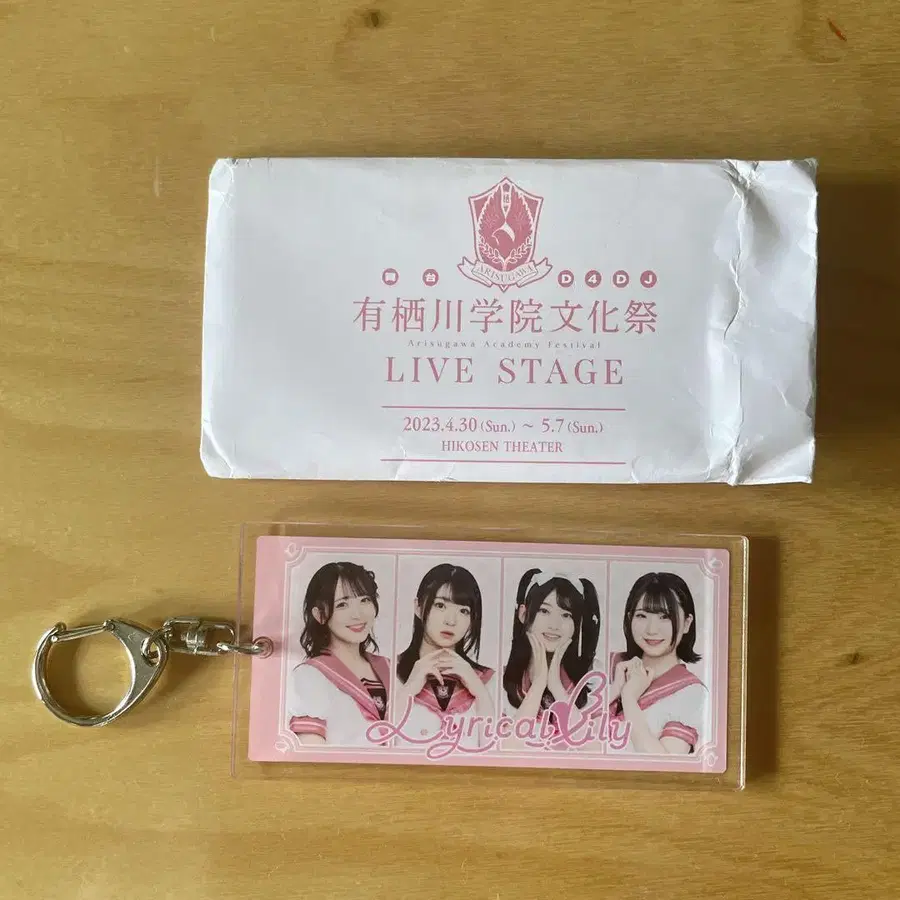 ARISUGAWA
舞台 D4DJ
有栖川学院文化祭
Arisugawa Academy Festival
LIVE STAGE
2023.4.30(Sun.) ~ 5.7(Sun.)
HIKOSEN THEATER
Lyrical Lily